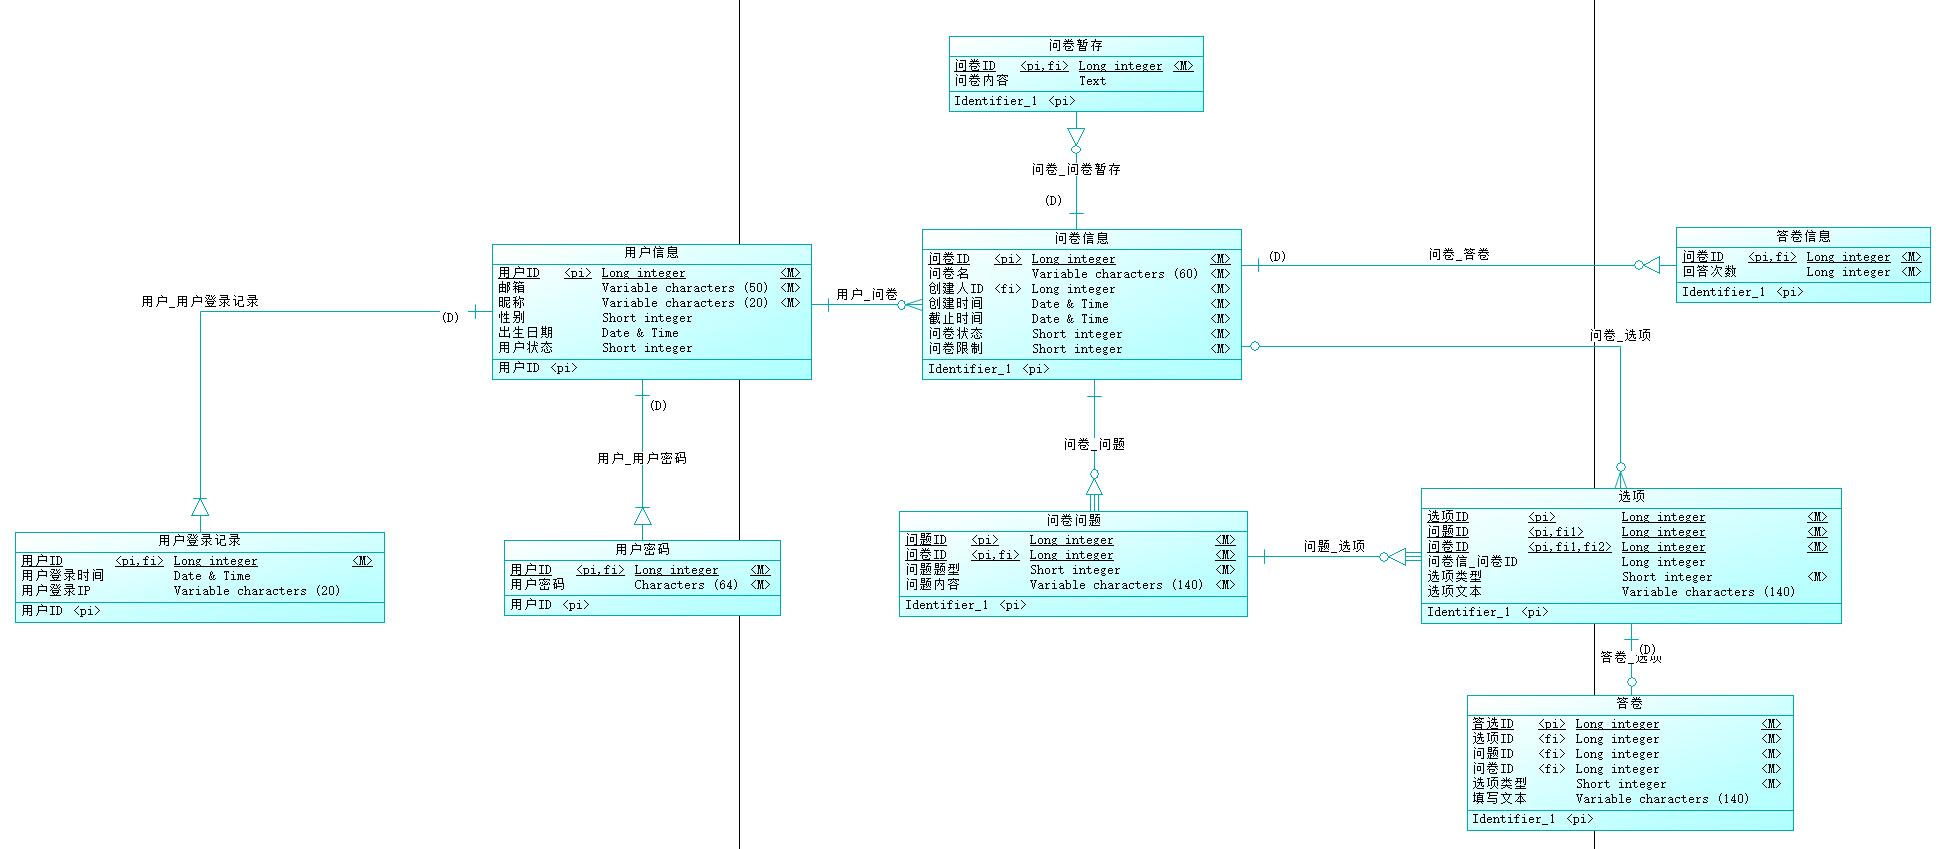 问卷暂存
问卷ID <pi,fi> Long integer <M>
问卷内容 Text
Identifier_1 <pi>
问卷_问卷暂存
(D)
用户信息
用户ID <pi> Long integer <M>
邮箱 Variable characters (50) <M>
昵称 Variable characters (20) <M>
性别 Short integer
出生日期 Date & Time
用户状态 Short integer
用户ID <pi>
用户_问卷
问卷信息
问卷ID <pi> Long integer <M>
问卷名 Variable characters (60) <M>
创建人ID <fi> Long integer <M>
创建时间 Date & Time <M>
截止时间 Date & Time <M>
问卷状态 Short integer <M>
问卷限制 Short integer <M>
Identifier_1 <pi>
(D)
问卷_答卷
答卷信息
问卷ID <pi,fi> Long integer <M>
回答次数 Long integer <M>
Identifier_1 <pi>
用户_用户登录记录
(D)
问卷_选项
(D)
用户_用户密码
问卷_问题
用户登录记录
用户ID <pi,fi> Long integer <M>
用户登录时间 Date & Time
用户登录IP Variable characters (20)
用户ID <pi>
用户密码
用户ID <pi,fi> Long integer <M>
用户密码 Characters (64) <M>
用户ID <pi>
问卷问题
问题ID <pi> Long integer <M>
问卷ID <pi,fi> Long integer <M>
问题题型 Short integer <M>
问题内容 Variable characters (140) <M>
Identifier_1 <pi>
问题_选项
选项
选项ID <pi> Long integer <M>
问题ID <pi,fi1> Long integer <M>
问卷ID <pi,fi1,fi2> Long integer <M>
问卷信_问卷ID Long integer
选项类型 Short integer <M>
选项文本 Variable characters (140)
Identifier_1 <pi>
(D)
答卷_选项
答卷
答选ID <pi> Long integer <M>
选项ID <fi> Long integer <M>
问题ID <fi> Long integer <M>
问卷ID <fi> Long integer <M>
选项类型 Short integer <M>
填写文本 Variable characters (140)
Identifier_1 <pi>